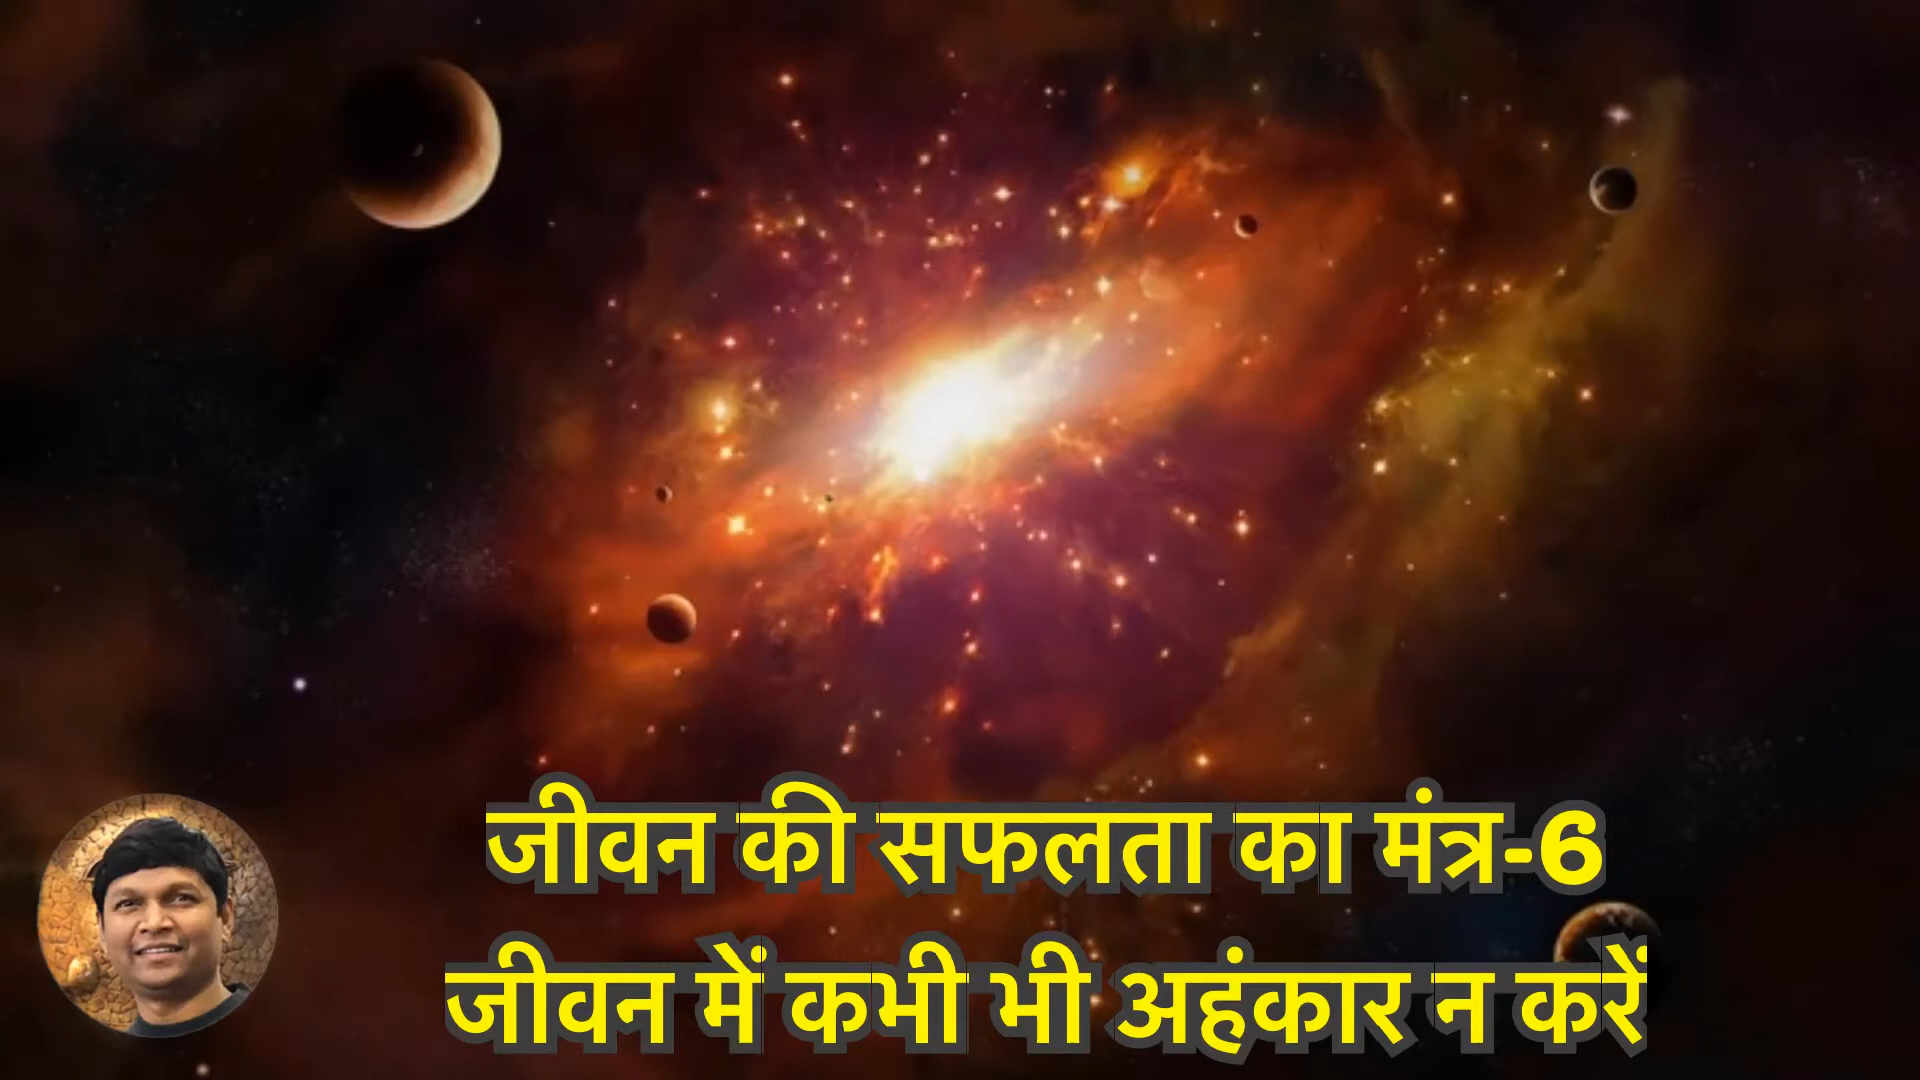 जीवन की सफलता का मंत्र-6
जीवन में कभी भी अहंकार न करें